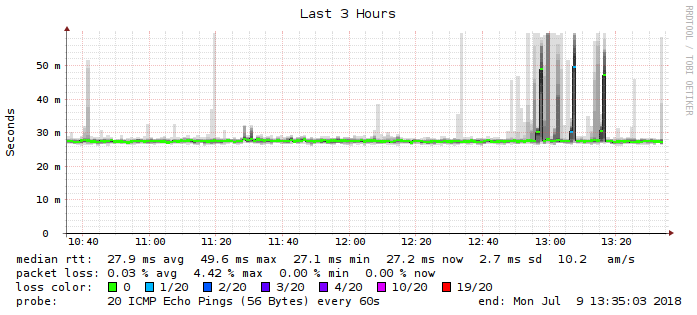 Last 3 Hours
RRDTOOL / TOBI OETIKER
Seconds
50 m
40 m
30 m
20 m
10 m
0
10:40 11:00 11:20 11:40 12:00 12:20 12:40 13:00 13:20
median rtt: 27.9 ms avg 49.6 ms max 27.1 ms min 27.2 ms now 2.7 ms sd 10.2 am/s
packet loss: 0.03 % avg 4.42 % max 0.00 % min 0.00 % now
loss color: 0 1/20 2/20 3/20 4/20 10/20 19/20
probe: 20 ICMP Echo Pings (56 Bytes) every 60s end: Mon Jul 9 13:35:03 2018